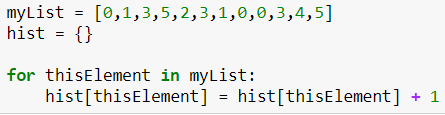 myList = [0,1,3,5,2,3,1,0,0,3,4,5]
hist = {}
for thisElement in myList:
    hist[thisElement] = hist[thisElement] + 1